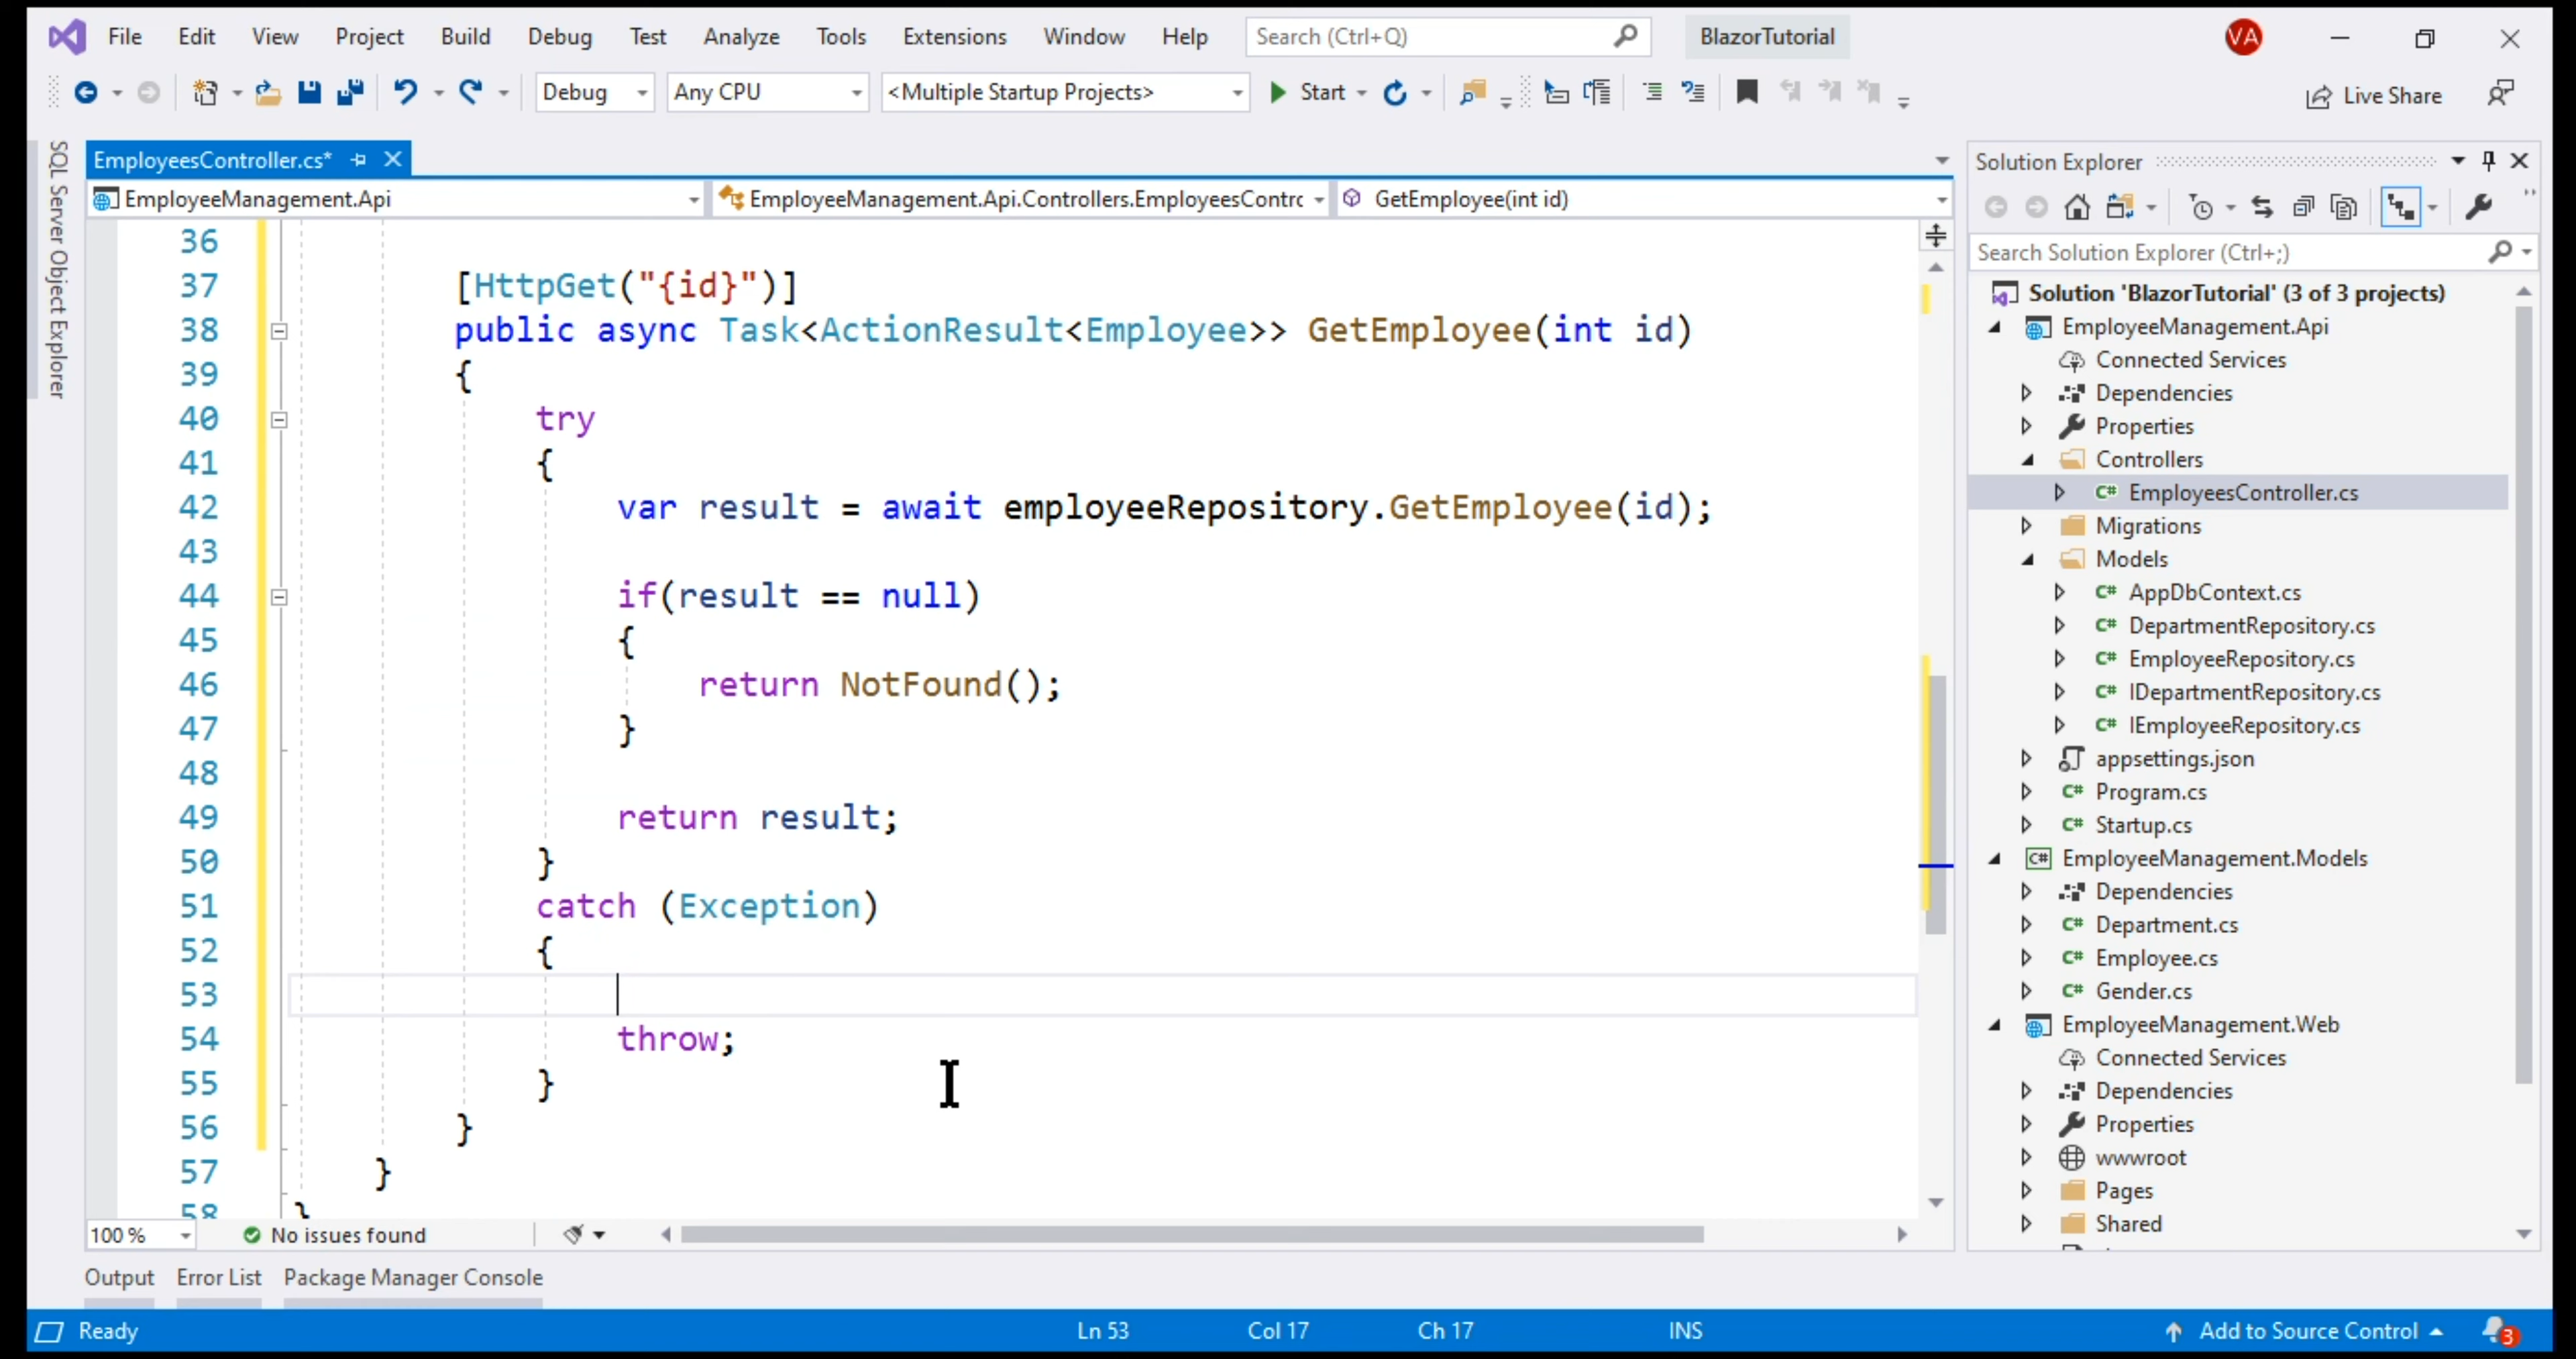 File Edit View Project Build Debug Test Analyze Tools Extensions Window Help Search (Ctrl+Q) BlazorTutorial VA
Debug Any CPU <Multiple Startup Projects> Start Live Share
SQL Server Object Explorer
EmployeesController.cs*
EmployeeManagement.Api EmployeeManagement.Api.Controllers.EmployeesContrc GetEmployee(int id)
36
37 [HttpGet("{id}")]
38 public async Task<ActionResult<Employee>> GetEmployee(int id)
39 {
40 try
41 {
42 var result = await employeeRepository.GetEmployee(id);
43
44 if(result == null)
45 {
46 return NotFound();
47 }
48
49 return result;
50 }
51 catch (Exception)
52 {
53
54 throw;
55 }
56 }
57 }
58 }
100 % No issues found
Output Error List Package Manager Console
Ready Ln 53 Col 17 Ch 17 INS Add to Source Control 3
Solution Explorer
Search Solution Explorer (Ctrl+;)
Solution 'BlazorTutorial' (3 of 3 projects)
EmployeeManagement.Api
Connected Services
Dependencies
Properties
Controllers
C# EmployeesController.cs
Migrations
Models
C# AppDbContext.cs
C# DepartmentRepository.cs
C# EmployeeRepository.cs
C# IDepartmentRepository.cs
C# IEmployeeRepository.cs
appsettings.json
C# Program.cs
C# Startup.cs
C# EmployeeManagement.Models
Dependencies
C# Department.cs
C# Employee.cs
C# Gender.cs
EmployeeManagement.Web
Connected Services
Dependencies
Properties
wwwroot
Pages
Shared